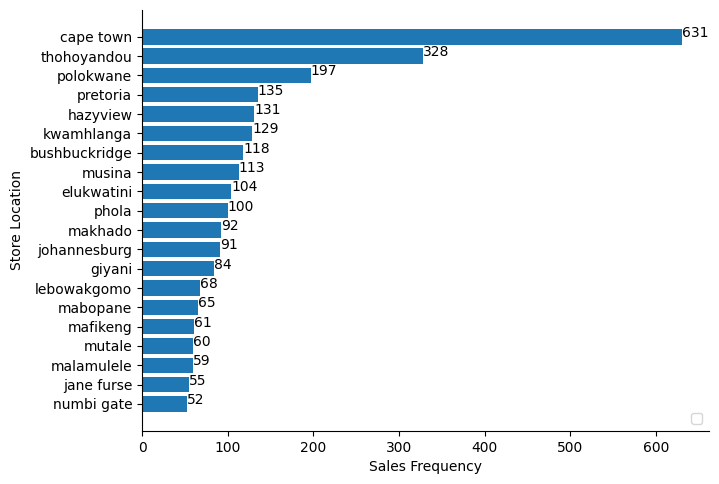 cape town 631
thohoyandou 328
polokwane 197
pretoria 135
hazyview 131
kwamhlanga 129
bushbuckridge 118
musina 113
elukwatini 104
phola 100
makhado 92
johannesburg 91
giyani 84
lebowakgomo 68
mabopane 65
mafikeng 61
mutale 60
malamulele 59
jane furse 55
numbi gate 52
Store Location
0 100 200 300 400 500 600
Sales Frequency